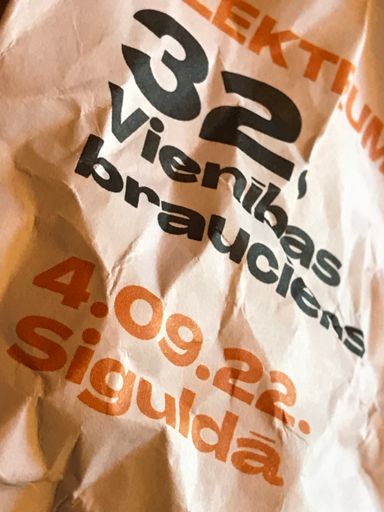 LEKTRUM
32,
Vienības
brauciens
4.09.22.
Siguldā